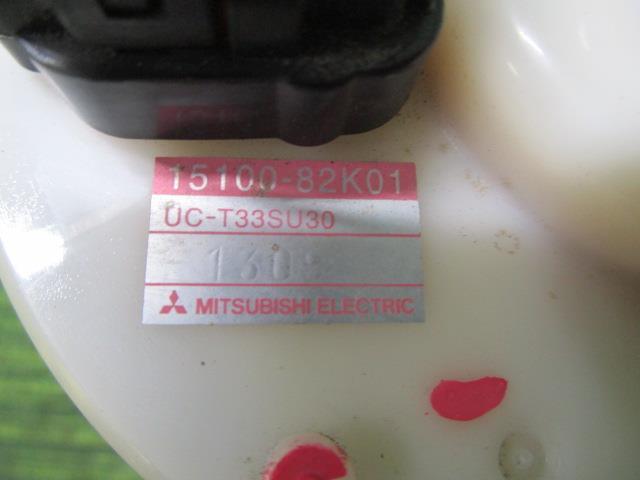 15100-82K01
UC-T33SU30
MITSUBISHI ELECTRIC